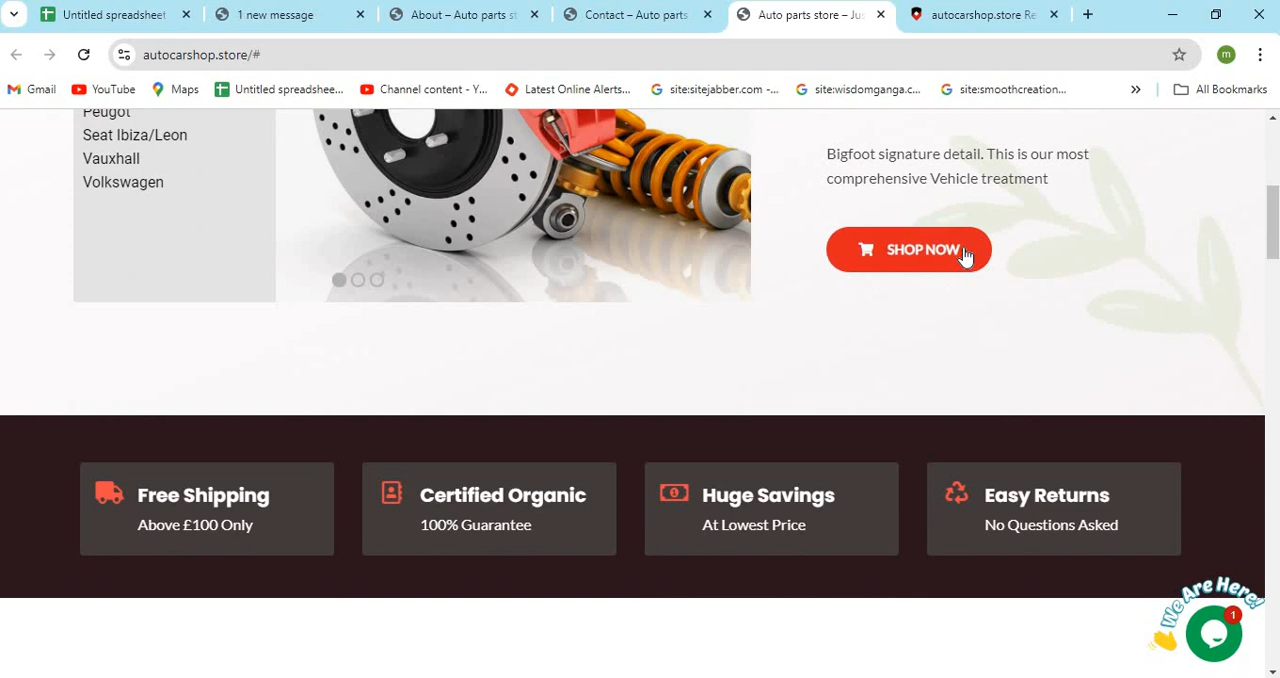 Untitled spreadsheet
1 new message
About – Auto parts st
Contact – Auto parts
Auto parts store – Jus
autocarshop.store Re
autocarshop.store/#
m
Gmail
YouTube
Maps
Untitled spreadshee...
Channel content - Y...
Latest Online Alerts...
site:sitejabber.com -...
site:wisdomganga.c...
site:smoothcreation...
All Bookmarks
Peugot
Seat Ibiza/Leon
Vauxhall
Volkswagen
Bigfoot signature detail. This is our most
comprehensive Vehicle treatment
SHOP NOW
Free Shipping
Above £100 Only
Certified Organic
100% Guarantee
Huge Savings
At Lowest Price
Easy Returns
No Questions Asked
We Are Here!
1